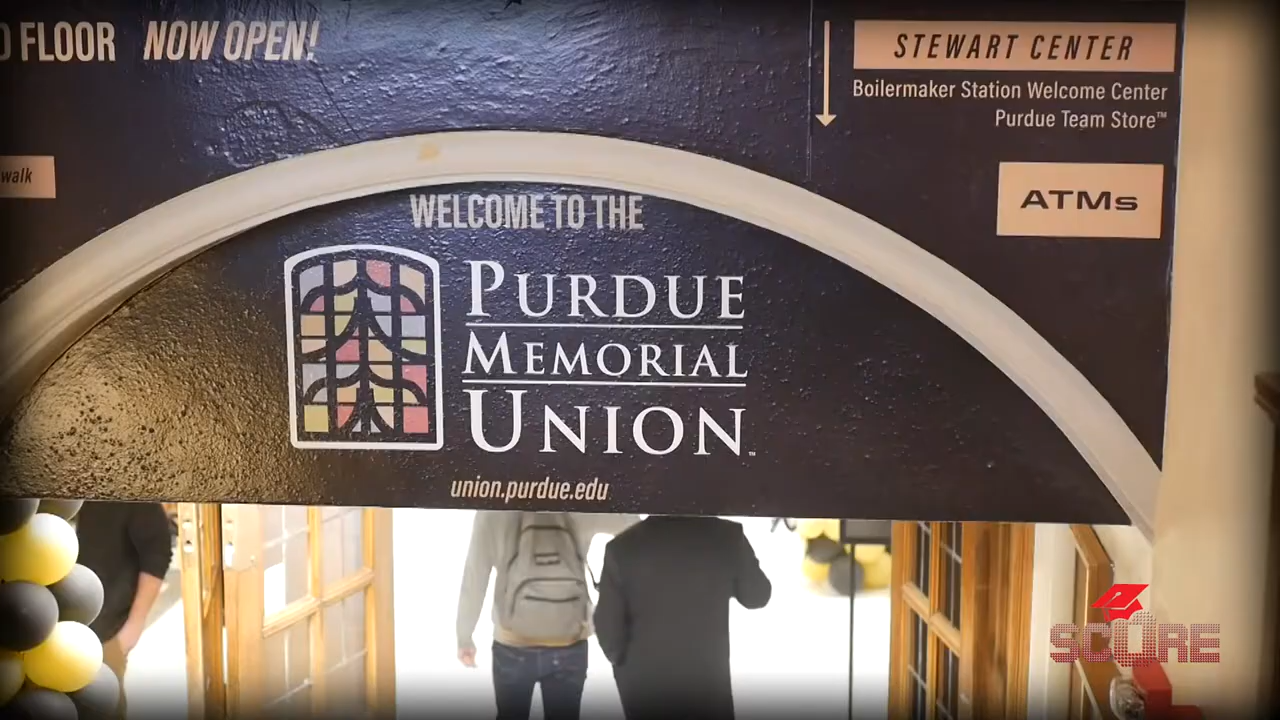 FLOOR NOW OPEN!
STEWART CENTER
Boilermaker Station Welcome Center
Purdue Team Store™
walk
ATMs
WELCOME TO THE
PURDUE
MEMORIAL
UNION™
union.purdue.edu
SCORE